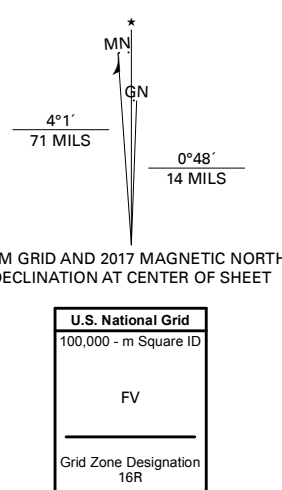 ★
MN
GN
4°1´
71 MILS
0°48´
14 MILS
M GRID AND 2017 MAGNETIC NORTH
DECLINATION AT CENTER OF SHEET
U.S. National Grid
100,000 - m Square ID
FV
Grid Zone Designation
16R